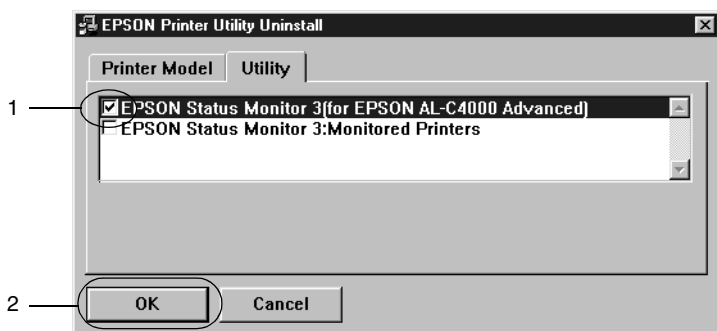 EPSON Printer Utility Uninstall
Printer Model
Utility
1
EPSON Status Monitor 3(for EPSON AL-C4000 Advanced)
EPSON Status Monitor 3:Monitored Printers
2
OK
Cancel